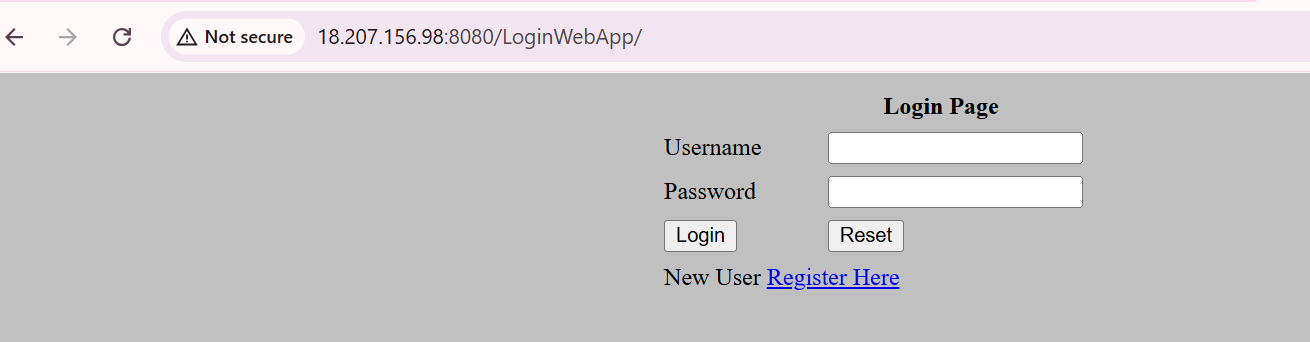 Not secure 18.207.156.98:8080/LoginWebApp/
Login Page
Username
Password
Login Reset
New User Register Here